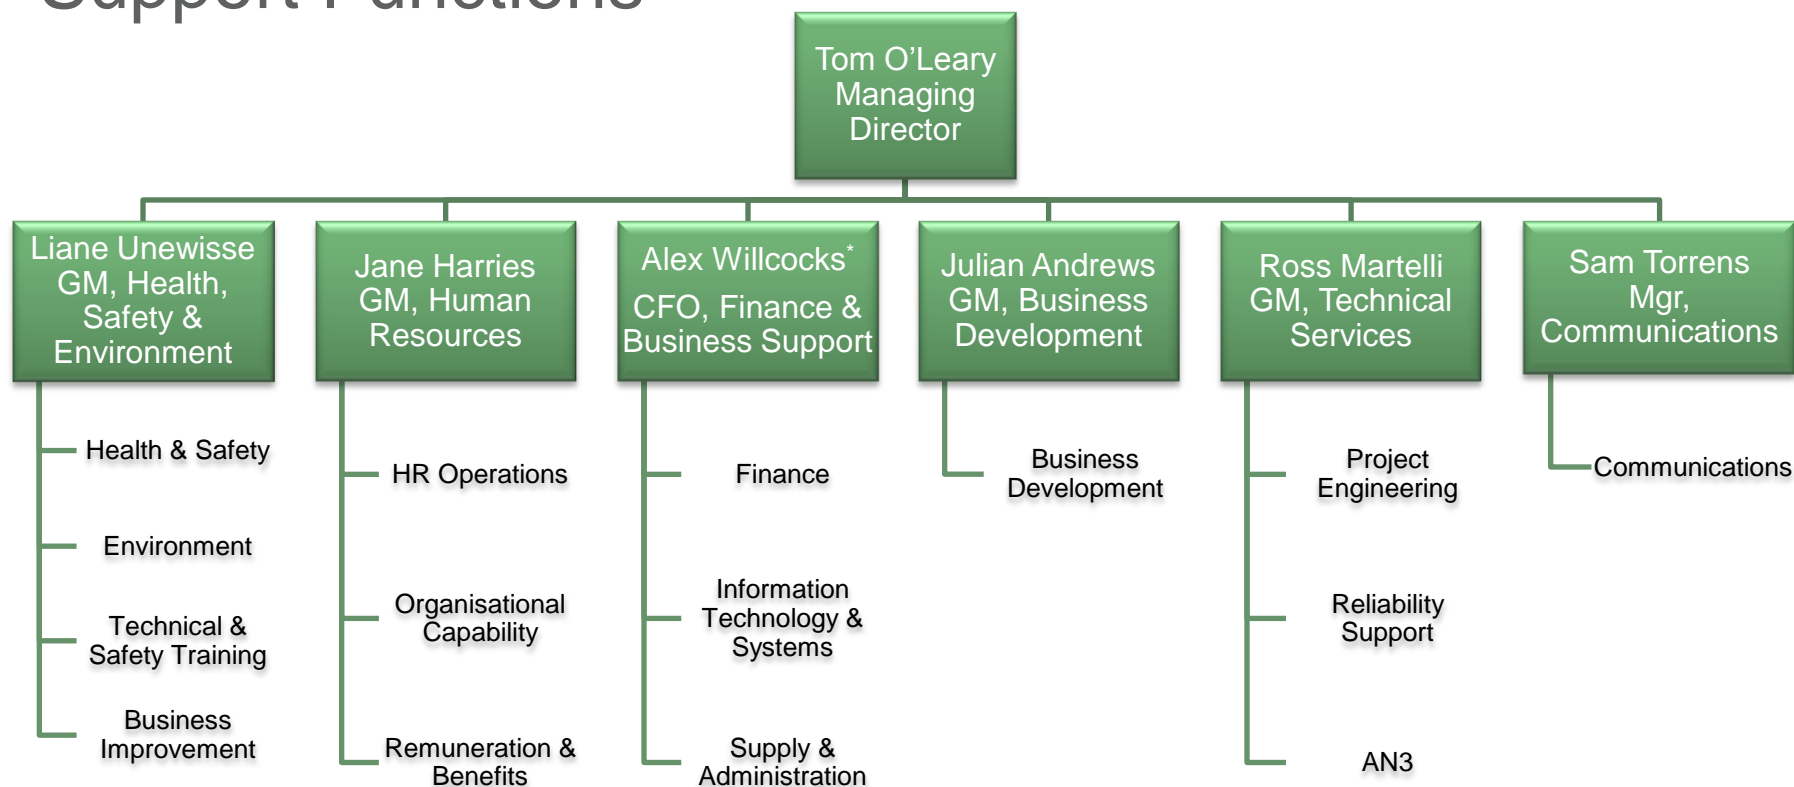 Support Functions
Tom O’Leary
Managing
Director
Liane Unewisse
GM, Health,
Safety &
Environment
Health & Safety
Environment
Technical &
Safety Training
Business
Improvement
Jane Harries
GM, Human
Resources
HR Operations
Organisational
Capability
Remuneration &
Benefits
Alex Willcocks*
CFO, Finance &
Business Support
Finance
Information
Technology &
Systems
Supply &
Administration
Julian Andrews
GM, Business
Development
Business
Development
Ross Martelli
GM, Technical
Services
Project
Engineering
Reliability
Support
AN3
Sam Torrens
Mgr,
Communications
Communications